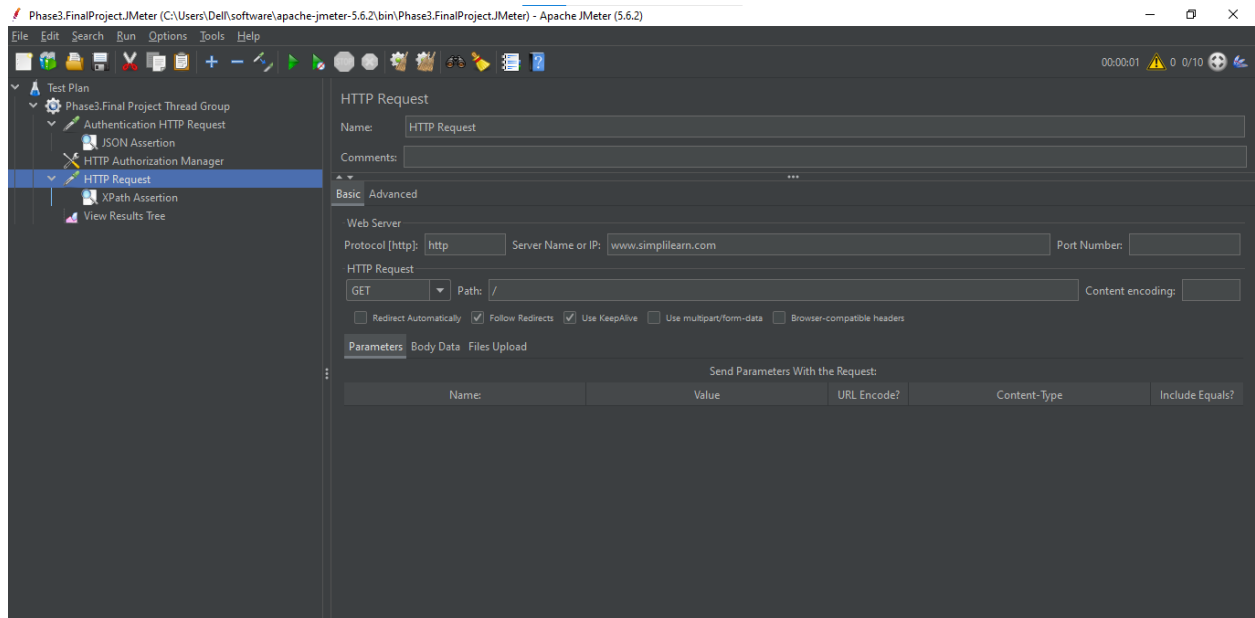 Phase3.FinalProject.JMeter (C:\Users\Dell\software\apache-jmeter-5.6.2\bin\Phase3.FinalProject.JMeter) - Apache JMeter (5.6.2)
File Edit Search Run Options Tools Help
00:00:01 0 0/10
Test Plan
Phase3.Final Project Thread Group
Authentication HTTP Request
JSON Assertion
HTTP Authorization Manager
HTTP Request
XPath Assertion
View Results Tree
HTTP Request
Name: HTTP Request
Comments:
Basic Advanced
Web Server
Protocol [http]: http Server Name or IP: www.simplilearn.com Port Number:
HTTP Request
GET Path: / Content encoding:
Redirect Automatically Follow Redirects Use KeepAlive Use multipart/form-data Browser-compatible headers
Parameters Body Data Files Upload
Send Parameters With the Request:
Name: Value URL Encode? Content-Type Include Equals?